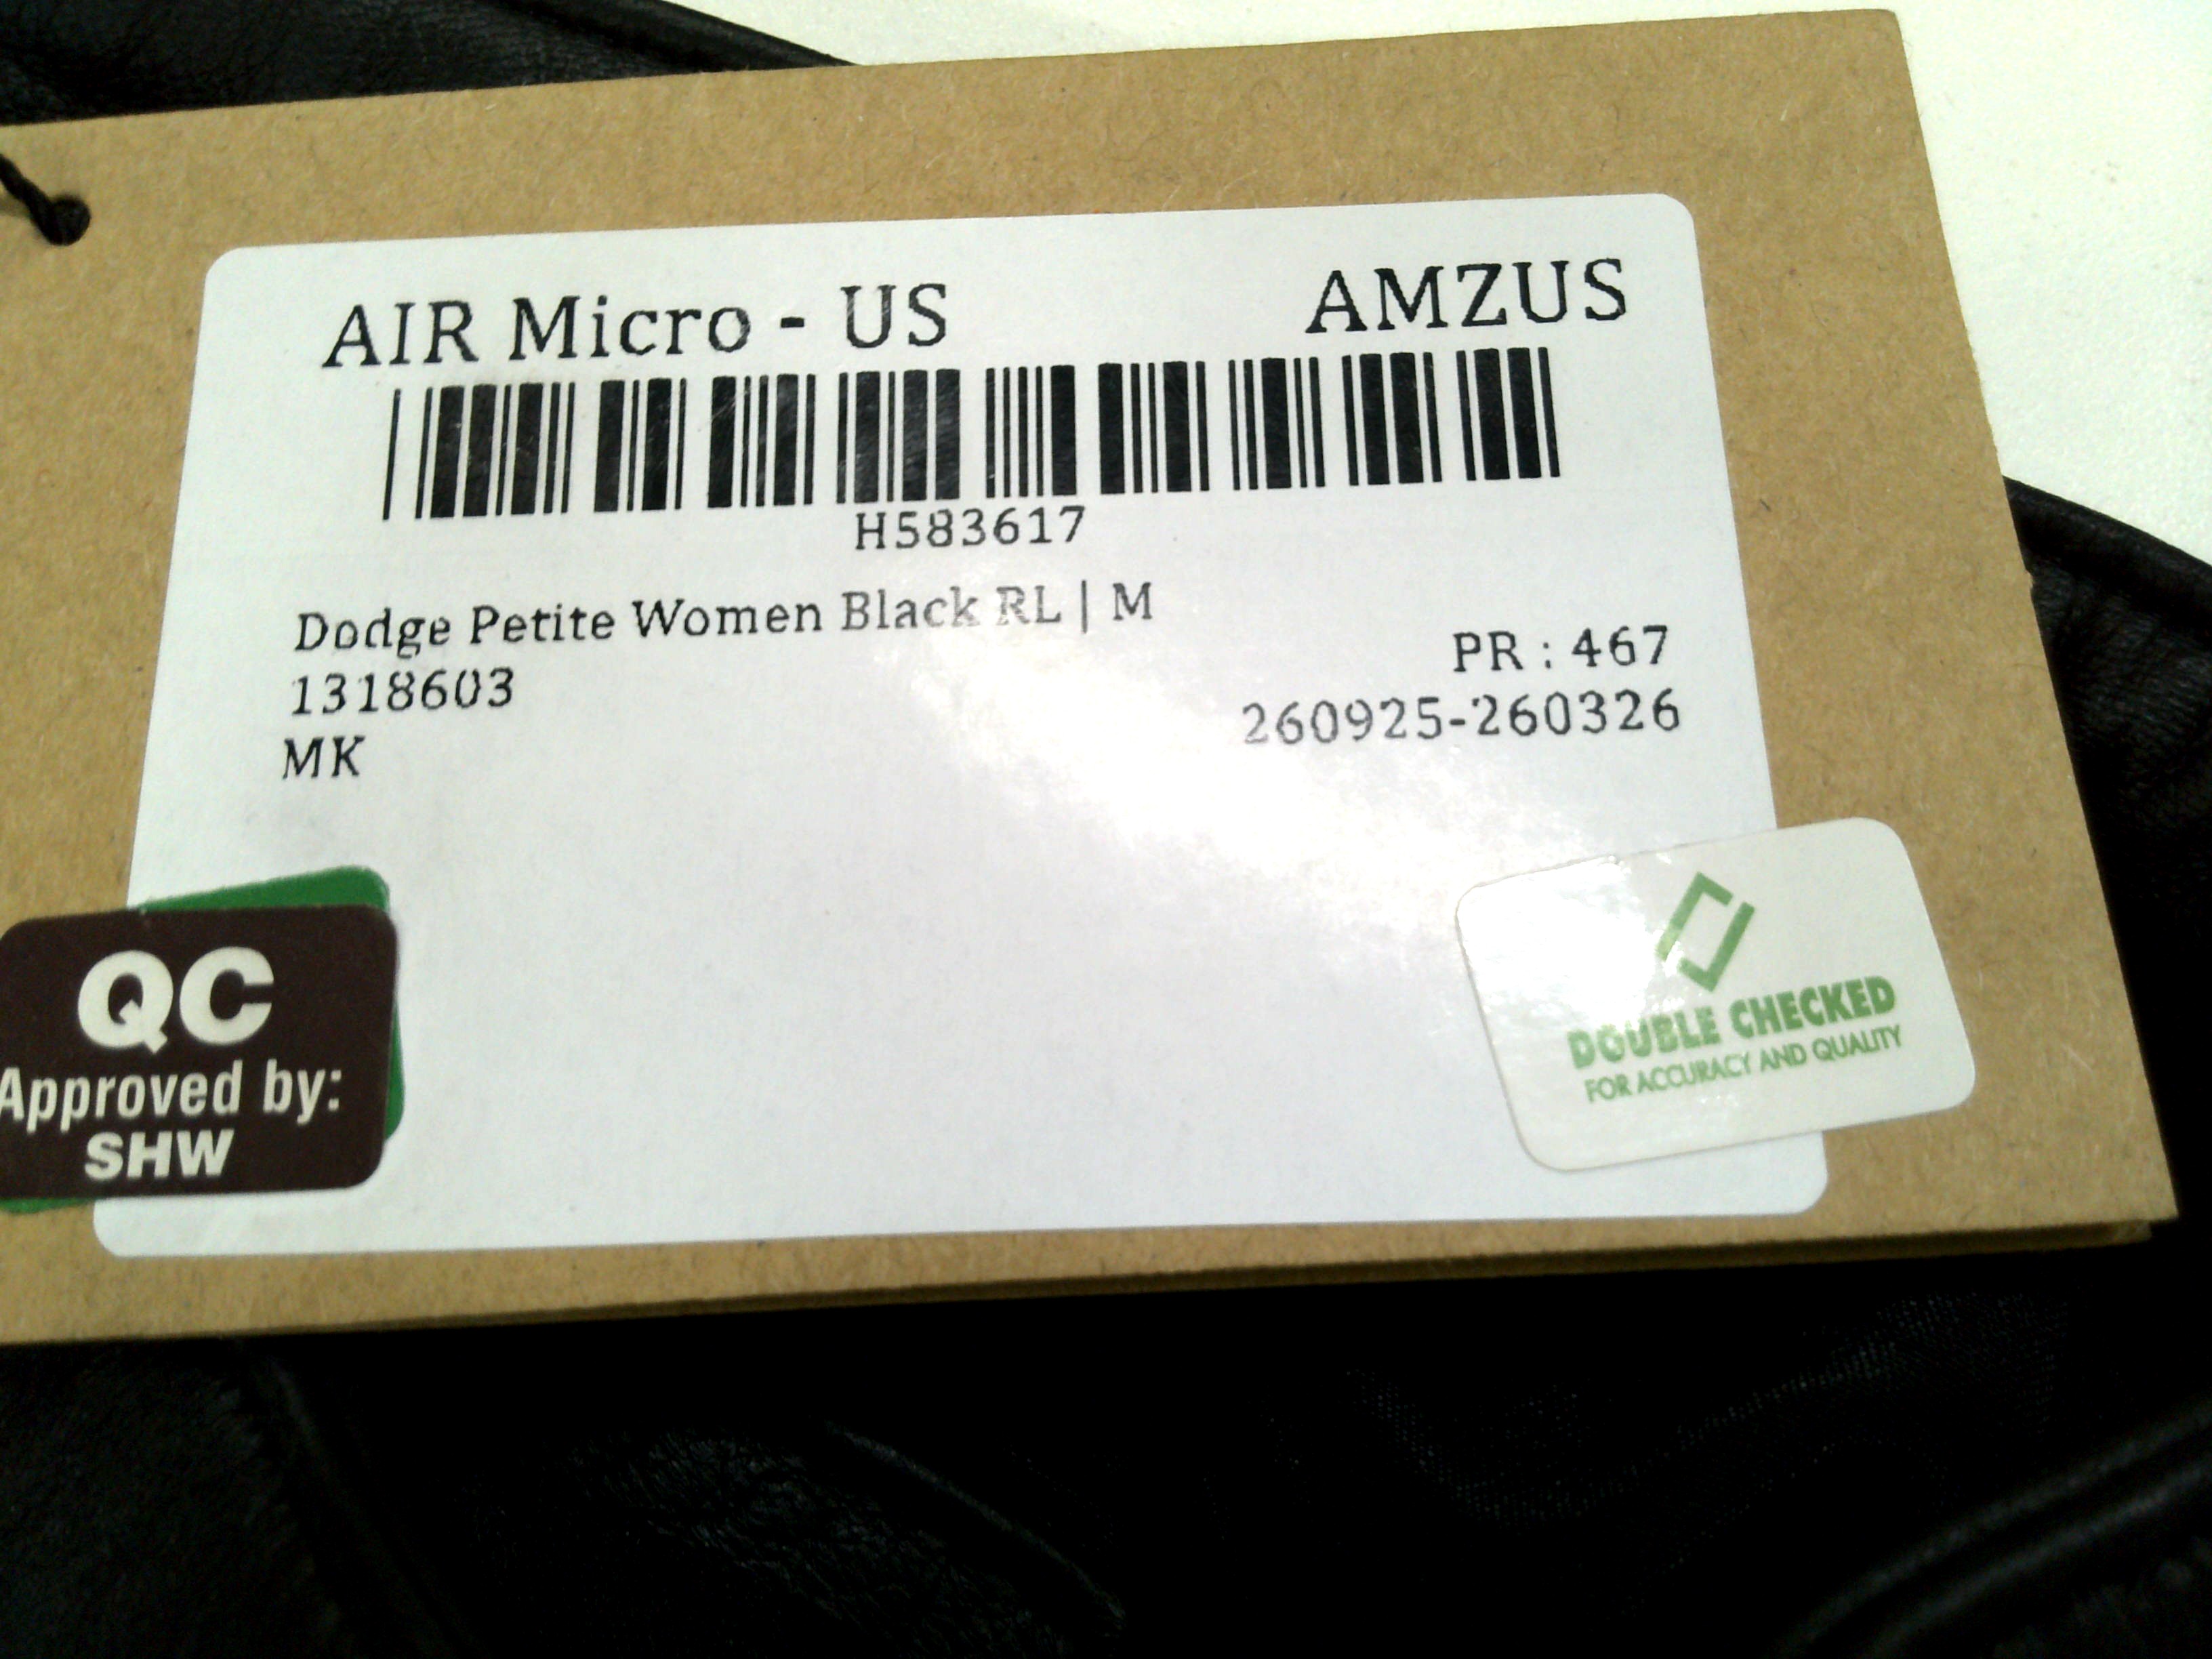 AIR Micro - US AMZUS
H583617
Dodge Petite Women Black RL | M
PR : 467
1318603
260925-260326
MK
QC
Approved by:
SHW
DOUBLE CHECKED
FOR ACCURACY AND QUALITY